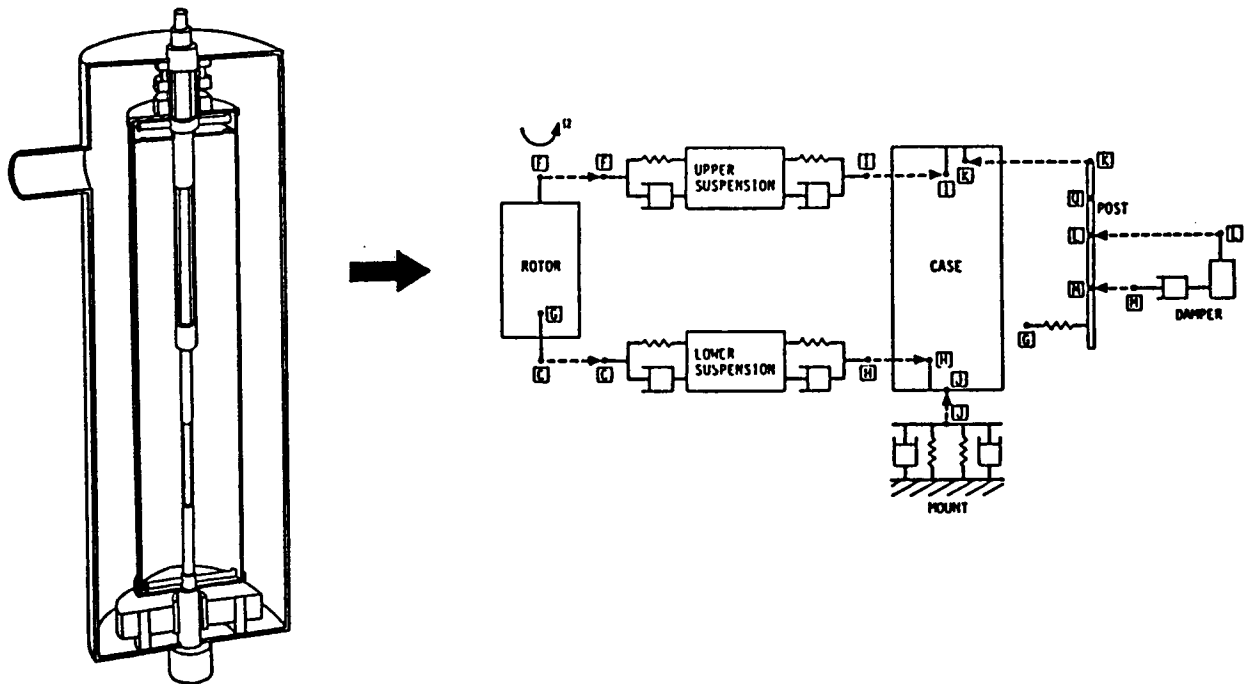 Ω
F
F
UPPER
SUSPENSION
I
I
K
K
U
POST
L
L
ROTOR
CASE
G
M
M
DAMPER
G
LOWER
SUSPENSION
H
H
G
G
J
J
MOUNT